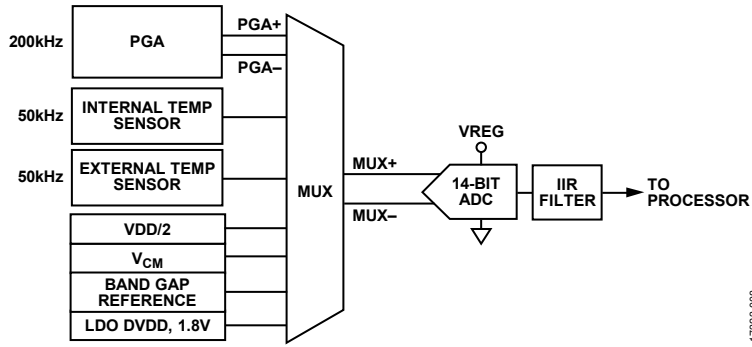 200kHz
PGA
PGA+
PGA–
50kHz
INTERNAL TEMP
SENSOR
50kHz
EXTERNAL TEMP
SENSOR
VDD/2
VCM
BAND GAP
REFERENCE
LDO DVDD, 1.8V
MUX
MUX+
MUX–
VREG
14-BIT
ADC
IIR
FILTER
TO
PROCESSOR